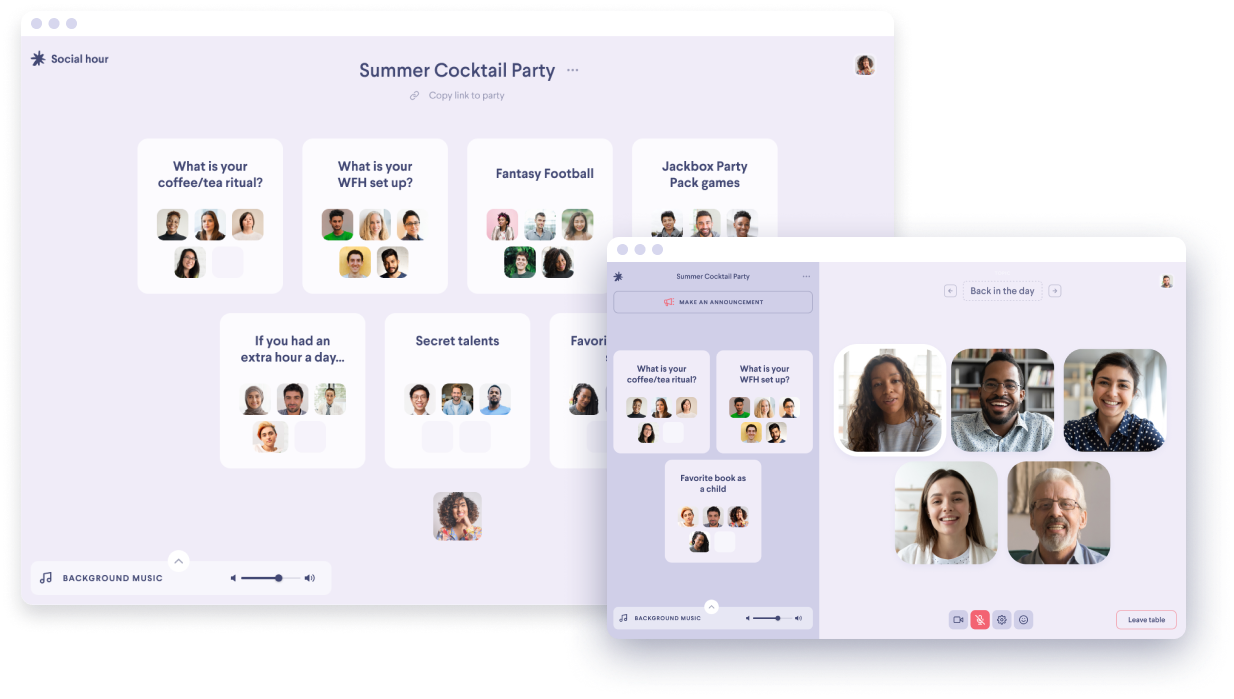 Social hour
Summer Cocktail Party
Copy link to party
What is your
coffee/tea ritual?
What is your
WFH set up?
Fantasy Football
Jackbox Party
Pack games
If you had an
extra hour a day...
Secret talents
BACKGROUND MUSIC
Summer Cocktail Party
MAKE AN ANNOUNCEMENT
What is your
coffee/tea ritual?
What is your
WFH set up?
Favorite book as
a child
BACKGROUND MUSIC
Back in the day
Leave table